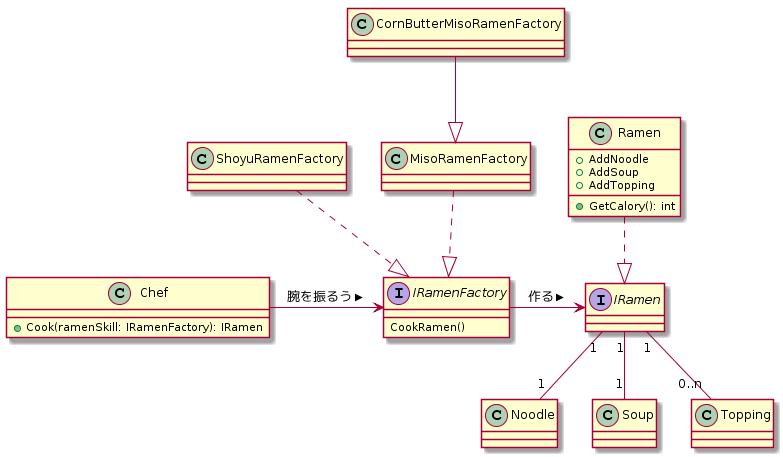 C CornButterMisoRamenFactory
C ShoyuRamenFactory
C MisoRamenFactory
C Ramen
AddNoodle
AddSoup
AddTopping
GetCalory(): int
C Chef
Cook(ramenSkill: IRamenFactory): IRamen
腕を振るう
I IRamenFactory
CookRamen()
作る
I IRamen
1 1 1
1 1 0..n
C Noodle
C Soup
C Topping